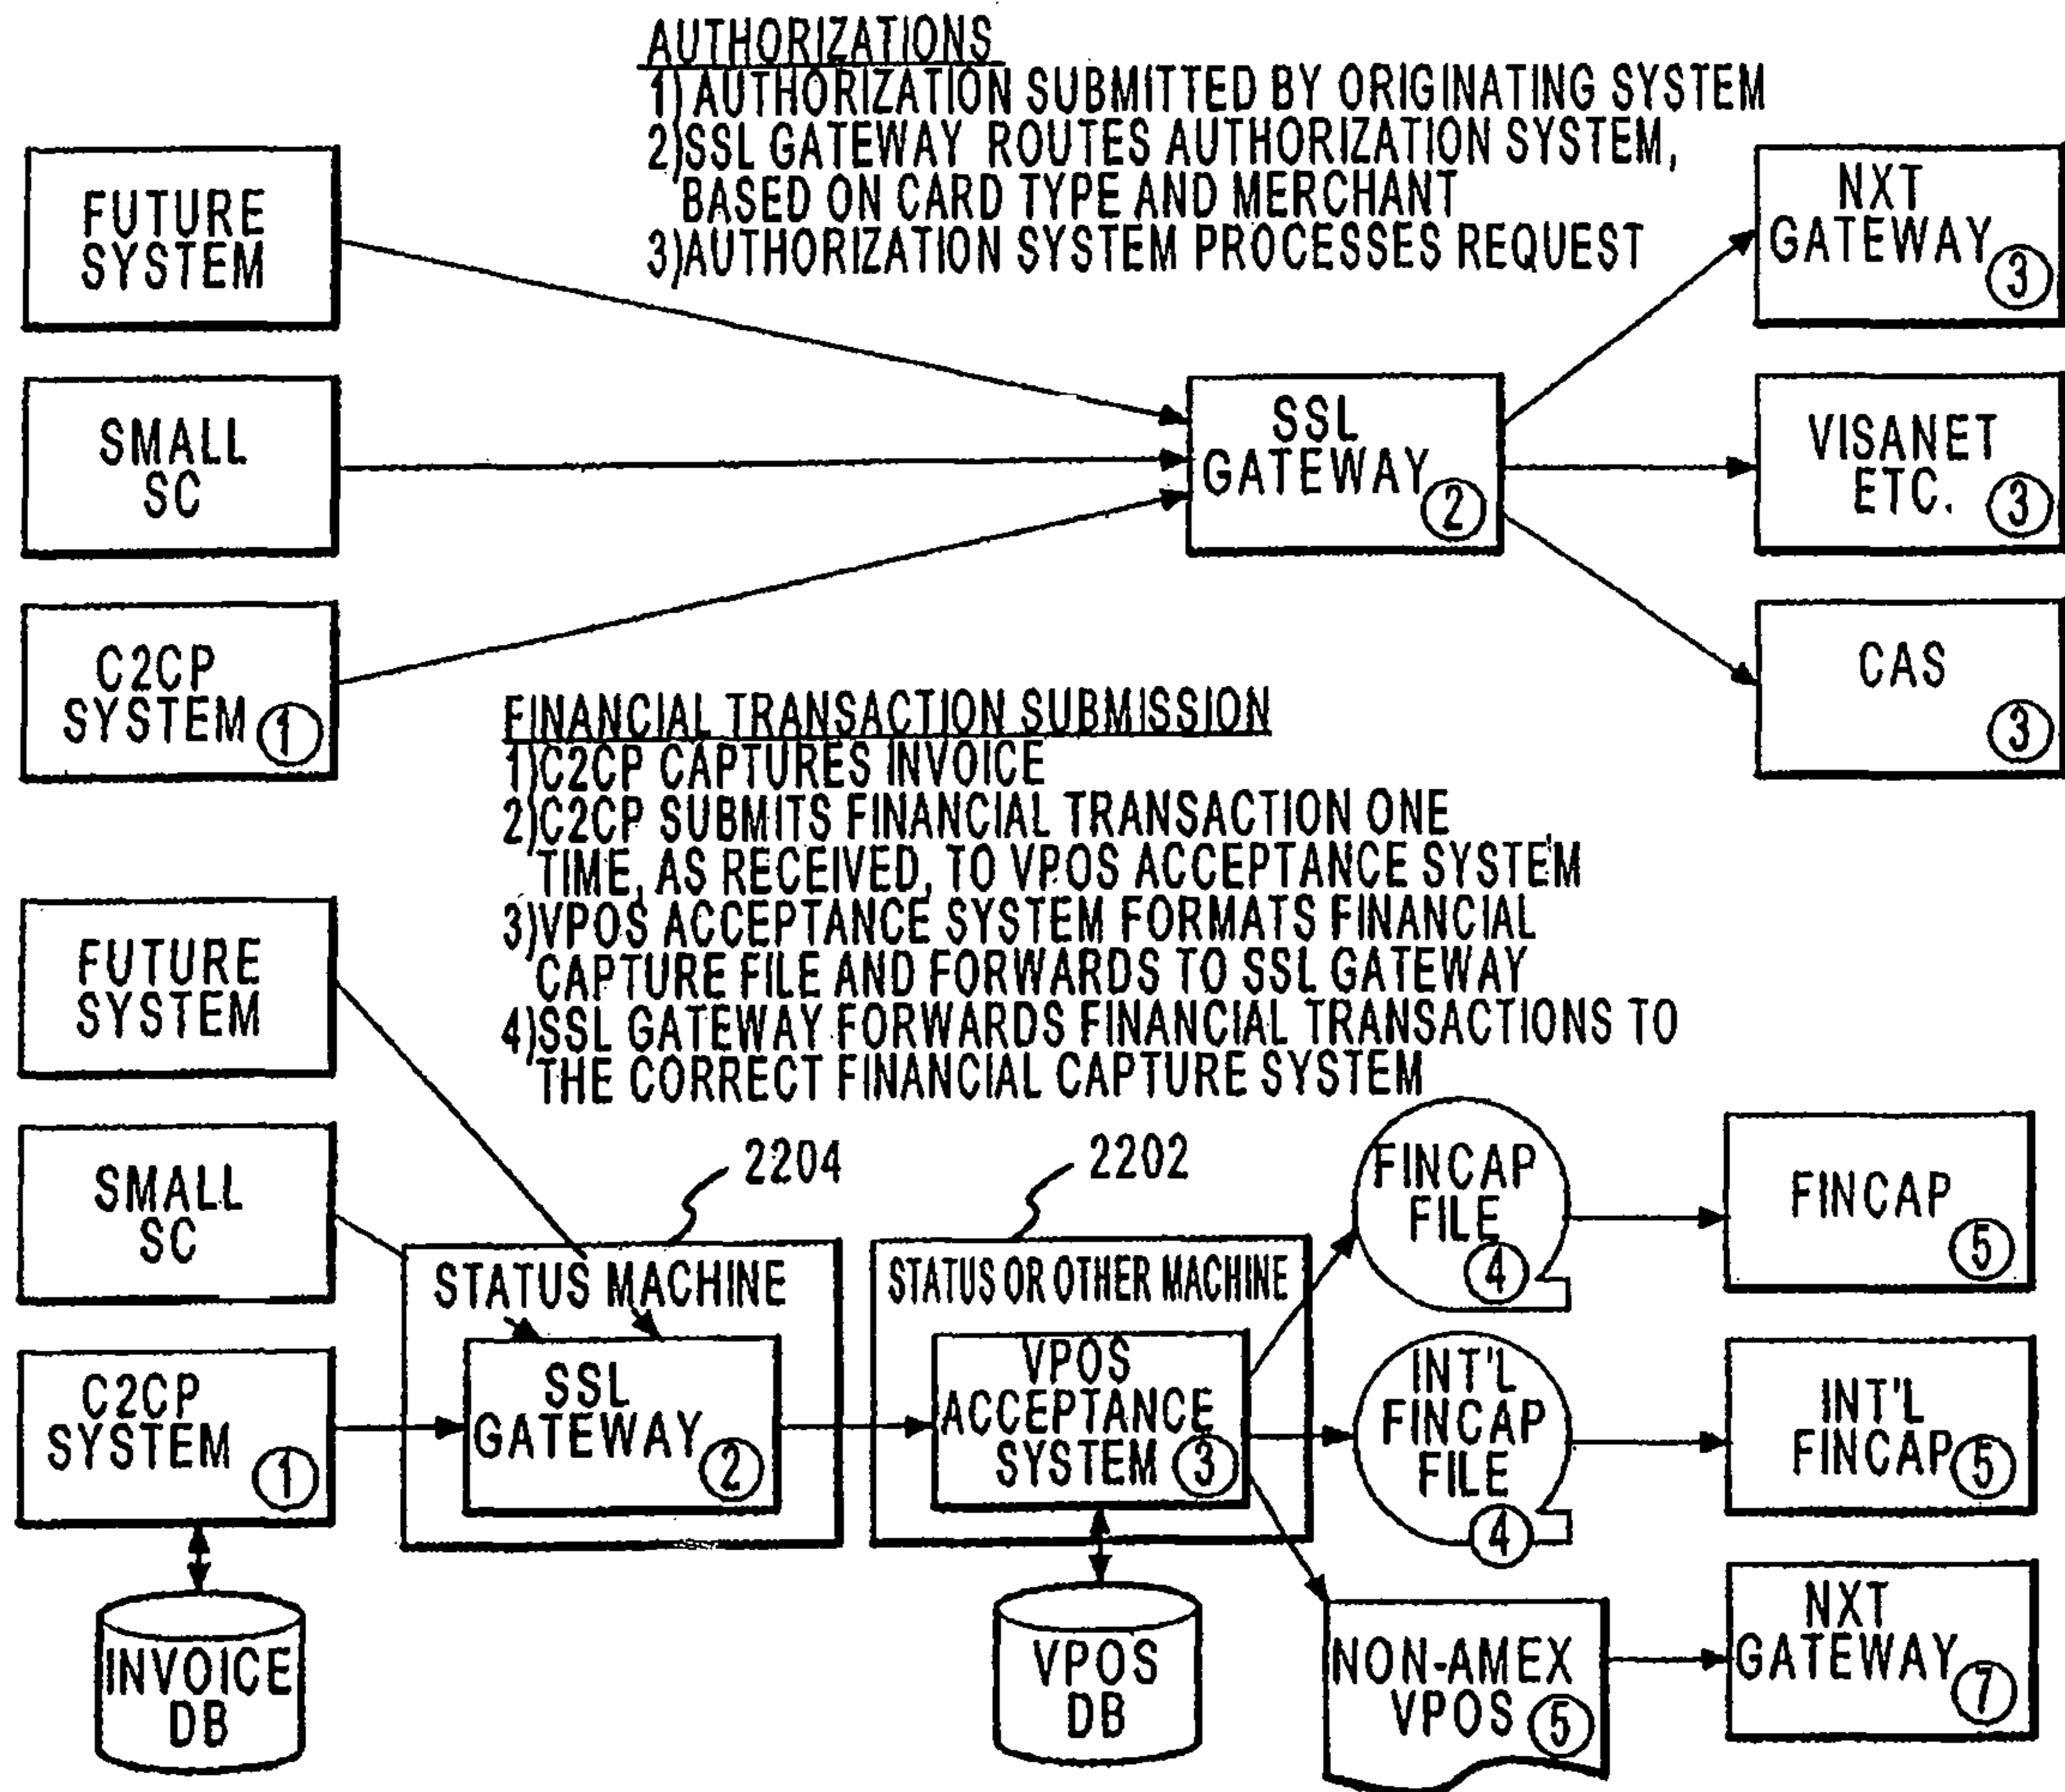 AUTHORIZATIONS
1) AUTHORIZATION SUBMITTED BY ORIGINATING SYSTEM
2) SSL GATEWAY ROUTES AUTHORIZATION SYSTEM,
BASED ON CARD TYPE AND MERCHANT
3) AUTHORIZATION SYSTEM PROCESSES REQUEST
FUTURE
SYSTEM
SMALL
SC
C2CP
SYSTEM 1
SSL
GATEWAY 2
NXT
GATEWAY 3
VISANET
ETC. 3
CAS
3
FINANCIAL TRANSACTION SUBMISSION
1) C2CP CAPTURES INVOICE
2) C2CP SUBMITS FINANCIAL TRANSACTION ONE
TIME, AS RECEIVED, TO VPOS ACCEPTANCE SYSTEM
3) VPOS ACCEPTANCE SYSTEM FORMATS FINANCIAL
CAPTURE FILE AND FORWARDS TO SSL GATEWAY
4) SSL GATEWAY FORWARDS FINANCIAL TRANSACTIONS TO
THE CORRECT FINANCIAL CAPTURE SYSTEM
FUTURE
SYSTEM
SMALL
SC
C2CP
SYSTEM 1
INVOICE
DB
2204
STATUS MACHINE
SSL
GATEWAY 2
2202
STATUS OR OTHER MACHINE
VPOS
ACCEPTANCE
SYSTEM 3
VPOS
DB
FINCAP
FILE
4
INT'L
FINCAP
FILE
4
NON-AMEX
VPOS 5
FINCAP
5
INT'L
FINCAP 5
NXT
GATEWAY 7